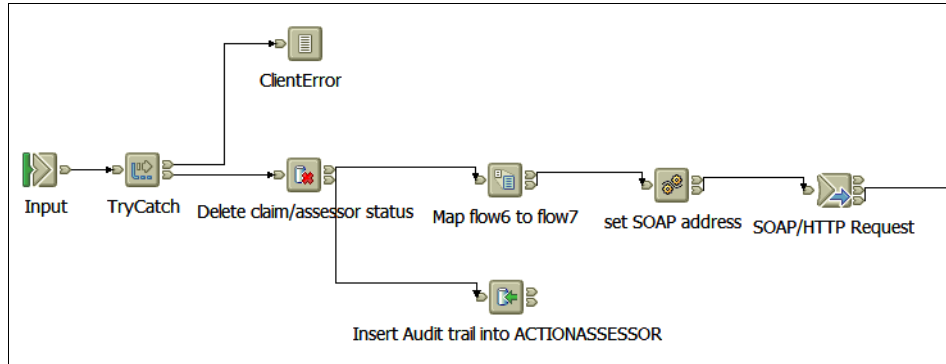 ClientError
Input
TryCatch
Delete claim/assessor status
Map flow6 to flow7
set SOAP address
SOAP/HTTP Request
Insert Audit trail into ACTIONASSESSOR